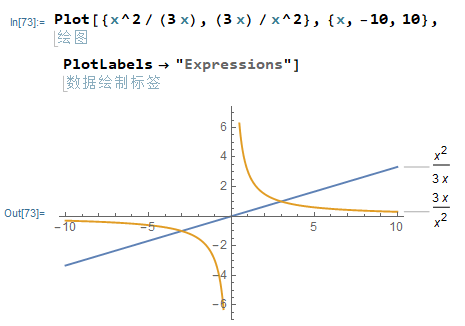 In[73]:= Plot[{x^2 / (3 x), (3 x) / x^2}, {x, -10, 10},
绘图
PlotLabels → "Expressions"]
数据绘制标签
6
4
x²
3 x
2
3 x
x²
Out[73]=
-10 -5 5 10
-2
-4
-6